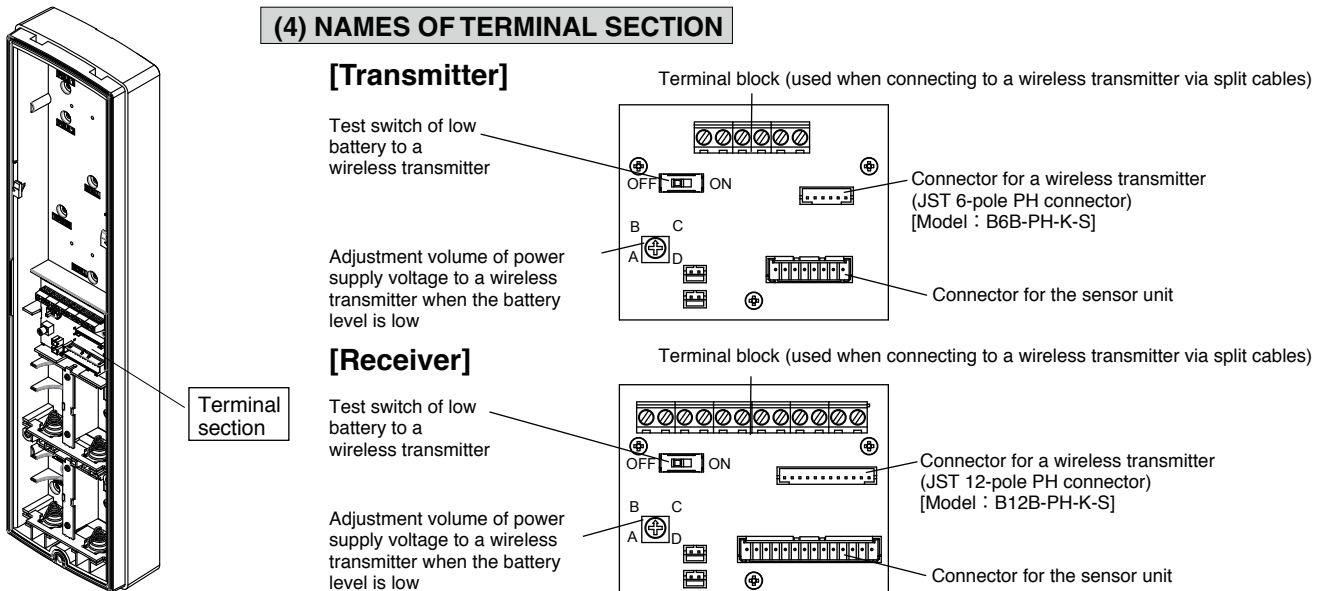 (4) NAMES OF TERMINAL SECTION
[Transmitter]
Terminal block (used when connecting to a wireless transmitter via split cables)
Test switch of low
battery to a
wireless transmitter
OFF ON
Connector for a wireless transmitter
(JST 6-pole PH connector)
[Model：B6B-PH-K-S]
B C
A D
Adjustment volume of power
supply voltage to a wireless
transmitter when the battery
level is low
Connector for the sensor unit
[Receiver]
Terminal block (used when connecting to a wireless transmitter via split cables)
Terminal
section
Test switch of low
battery to a
wireless transmitter
OFF ON
Connector for a wireless transmitter
(JST 12-pole PH connector)
[Model：B12B-PH-K-S]
B C
A D
Adjustment volume of power
supply voltage to a wireless
transmitter when the battery
level is low
Connector for the sensor unit